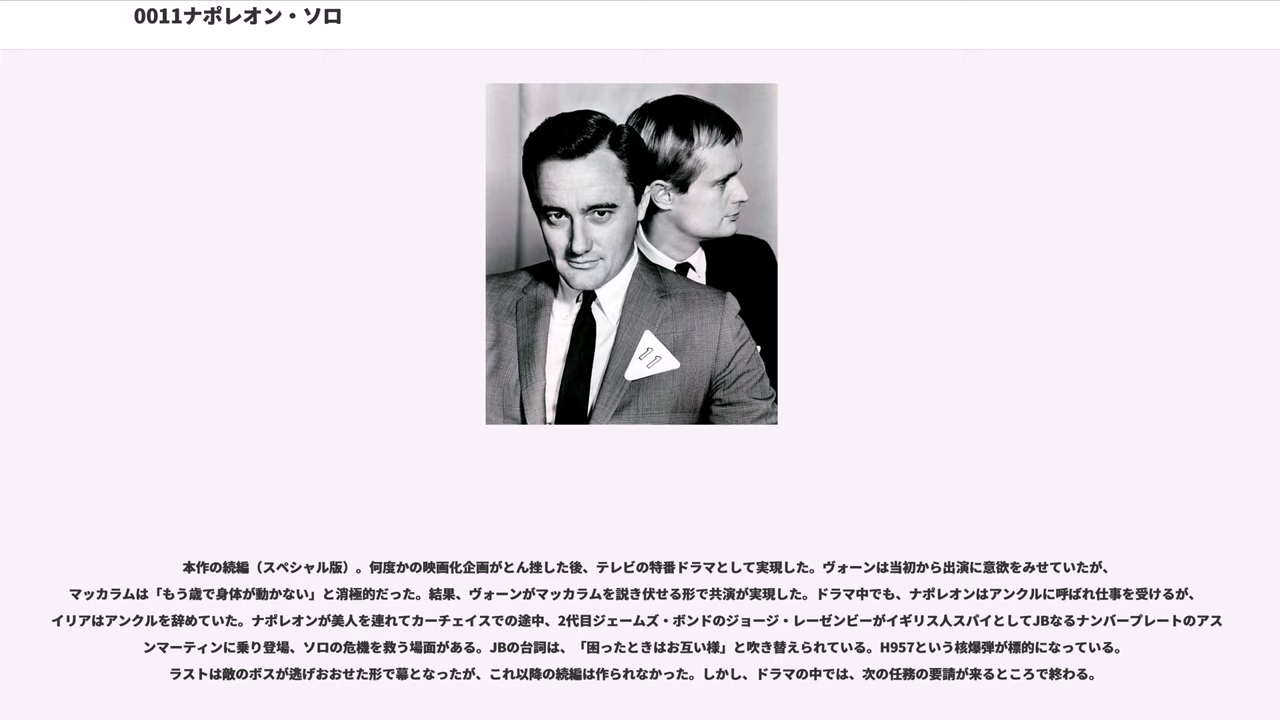 0011ナポレオン・ソロ
11
本作の続編（スペシャル版）。何度かの映画化企画がとん挫した後、テレビの特番ドラマとして実現した。ヴォーンは当初から出演に意欲をみせていたが、
マッカラムは「もう歳で身体が動かない」と消極的だった。結果、ヴォーンがマッカラムを説き伏せる形で共演が実現した。ドラマ中でも、ナポレオンはアンクルに呼ばれ仕事を受けるが、
イリアはアンクルを辞めていた。ナポレオンが美人を連れてカーチェイスでの途中、2代目ジェームズ・ボンドのジョージ・レーゼンビーがイギリス人スパイとしてJBなるナンバープレートのアス
ンマーティンに乗り登場、ソロの危機を救う場面がある。JBの台詞は、「困ったときはお互い様」と吹き替えられている。H957という核爆弾が標的になっている。
ラストは敵のボスが逃げおおせた形で幕となったが、これ以降の続編は作られなかった。しかし、ドラマの中では、次の任務の要請が来るところで終わる。